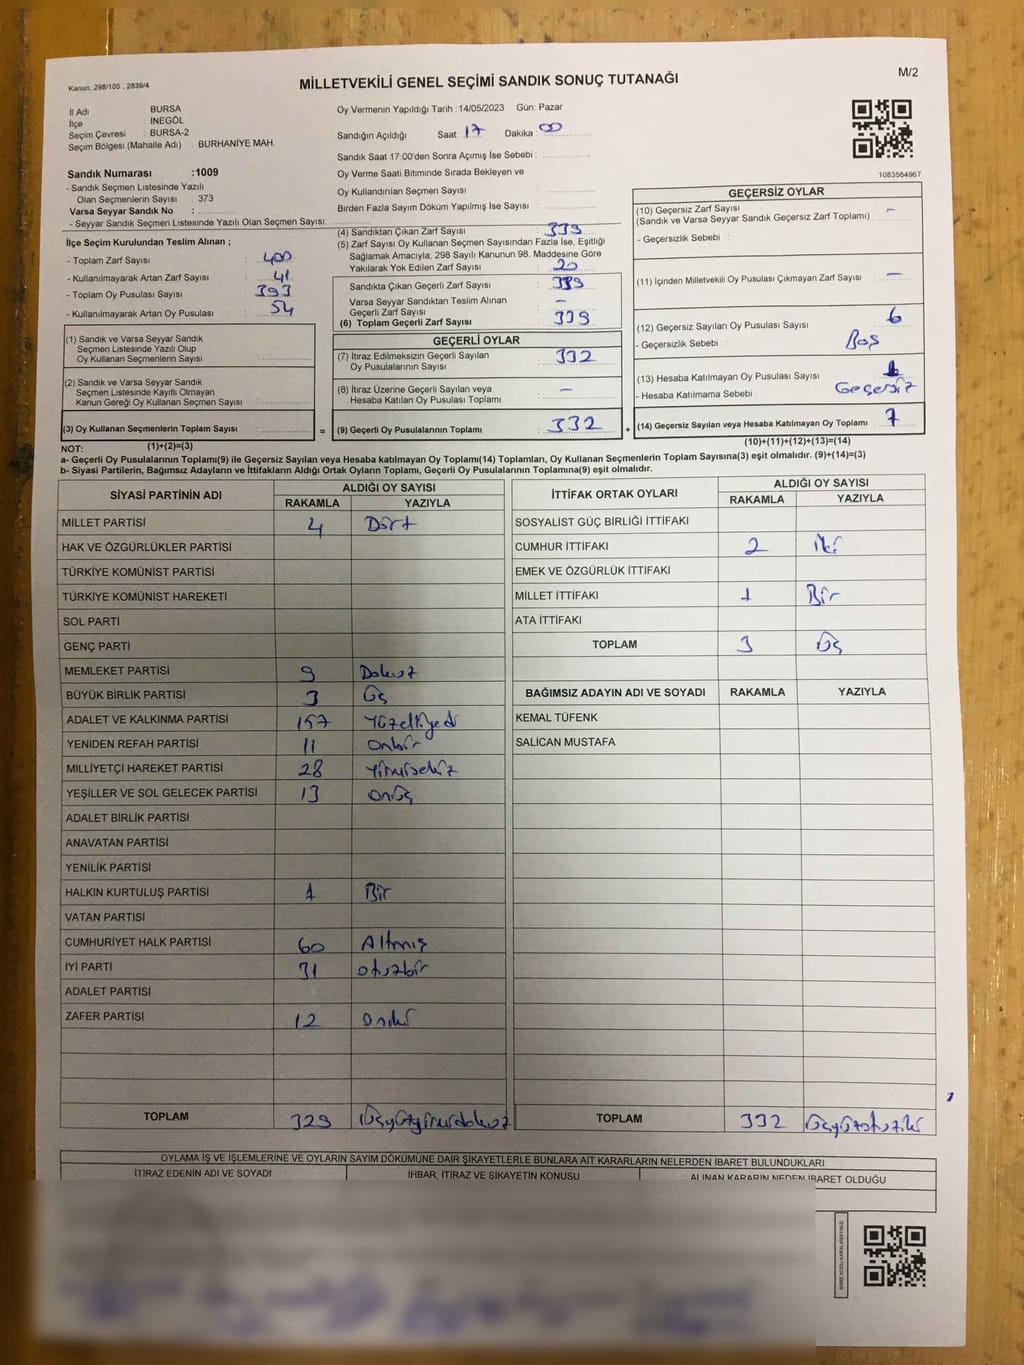 Kanun: 298/105 , 2839/4
MİLLETVEKİLİ GENEL SEÇİMİ SANDIK SONUÇ TUTANAĞI
M/2
İl Adı : BURSA
İlçe : İNEGÖL
Seçim Çevresi : BURSA-2
Seçim Bölgesi (Mahalle Adı) : BURHANİYE MAH.
Sandık Numarası :1009
- Sandık Seçmen Listesinde Yazılı
Olan Seçmenlerin Sayısı : 373
Varsa Seyyar Sandık No :
- Seyyar Sandık Seçmen Listesinde Yazılı Olan Seçmen Sayısı:
Oy Vermenin Yapıldığı Tarih :14/05/2023 Gün: Pazar
Sandığın Açıldığı Saat: 17 Dakika 00
Sandık Saat 17:00'den Sonra Açımış İse Sebebi :
Oy Verme Saati Bitiminde Sırada Bekleyen ve
Oy Kullandırılan Seçmen Sayısı :
Birden Fazla Sayım Döküm Yapılmış İse Sayısı :
1083564967
İlçe Seçim Kurulundan Teslim Alınan ;
- Toplam Zarf Sayısı : 400
- Kullanılmayarak Artan Zarf Sayısı : 41
- Toplam Oy Pusulası Sayısı : 393
- Kullanılmayarak Artan Oy Pusulası : 54
(1) Sandık ve Varsa Seyyar Sandık
Seçmen Listesinde Yazılı Olup
Oy Kullanan Seçmenlerin Sayısı :
(2) Sandık ve Varsa Seyyar Sandık
Seçmen Listesinde Kayıtlı Olmayan
Kanun Gereği Oy Kullanan Seçmen Sayısı :
(3) Oy Kullanan Seçmenlerin Toplam Sayısı :
(1)+(2)=(3)
(4) Sandıktan Çıkan Zarf Sayısı : 339
(5) Zarf Sayısı Oy Kullanan Seçmen Sayısından Fazla İse, Eşitliği
Sağlamak Amacıyla; 298 Sayılı Kanunun 98. Maddesine Göre
Yakılarak Yok Edilen Zarf Sayısı : 20
Sandıkta Çıkan Geçerli Zarf Sayısı : 339
Varsa Seyyar Sandıktan Teslim Alınan
Geçerli Zarf Sayısı : –
(6) Toplam Geçerli Zarf Sayısı : 339
GEÇERLİ OYLAR
(7) İtiraz Edilmeksizin Geçerli Sayılan
Oy Pusulalarının Sayısı : 332
(8) İtiraz Üzerine Geçerli Sayılan veya
Hesaba Katılan Oy Pusulası Toplamı : –
= (9) Geçerli Oy Pusulalarının Toplamı : 332 +
GEÇERSİZ OYLAR
(10) Geçersiz Zarf Sayısı : –
(Sandık ve Varsa Seyyar Sandık Geçersiz Zarf Toplamı)
- Geçersizlik Sebebi :
(11) İçinden Milletvekili Oy Pusulası Çıkmayan Zarf Sayısı : –
(12) Geçersiz Sayılan Oy Pusulası Sayısı : 6
- Geçersizlik Sebebi : Boş
(13) Hesaba Katılmayan Oy Pusulası Sayısı : 1
- Hesaba Katılmama Sebebi : Geçersiz
(14) Geçersiz Sayılan veya Hesaba Katılmayan Oy Toplamı : 7
(10)+(11)+(12)+(13)=(14)
NOT:
a- Geçerli Oy Pusulalarının Toplamı(9) ile Geçersiz Sayılan veya Hesaba katılmayan Oy Toplamı(14) Toplamları, Oy Kullanan Seçmenlerin Toplam Sayısına(3) eşit olmalıdır. (9)+(14)=(3)
b- Siyasi Partilerin, Bağımsız Adayların ve İttifakların Aldığı Ortak Oyların Toplamı, Geçerli Oy Pusulalarının Toplamına(9) eşit olmalıdır.
SİYASİ PARTİNİN ADI ALDIĞI OY SAYISI
RAKAMLA YAZIYLA
MİLLET PARTİSİ 4 Dört
HAK VE ÖZGÜRLÜKLER PARTİSİ
TÜRKİYE KOMÜNİST PARTİSİ
TÜRKİYE KOMÜNİST HAREKETİ
SOL PARTİ
GENÇ PARTİ
MEMLEKET PARTİSİ 9 Dokuz
BÜYÜK BİRLİK PARTİSİ 3 Üç
ADALET VE KALKINMA PARTİSİ 157 Yüzelliyedi
YENİDEN REFAH PARTİSİ 11 Onbir
MİLLİYETÇİ HAREKET PARTİSİ 28 Yirmisekiz
YEŞİLLER VE SOL GELECEK PARTİSİ 13 Onüç
ADALET BİRLİK PARTİSİ
ANAVATAN PARTİSİ
YENİLİK PARTİSİ
HALKIN KURTULUŞ PARTİSİ 1 Bir
VATAN PARTİSİ
CUMHURİYET HALK PARTİSİ 60 Altmış
İYİ PARTİ 31 Otuzbir
ADALET PARTİSİ
ZAFER PARTİSİ 12 Oniki
TOPLAM 329 Üçyüzyirmidokuz
İTTİFAK ORTAK OYLARI ALDIĞI OY SAYISI
RAKAMLA YAZIYLA
SOSYALİST GÜÇ BİRLİĞİ İTTİFAKI
CUMHUR İTTİFAKI 2 İki
EMEK VE ÖZGÜRLÜK İTTİFAKI
MİLLET İTTİFAKI 1 Bir
ATA İTTİFAKI
TOPLAM 3 Üç
BAĞIMSIZ ADAYIN ADI VE SOYADI RAKAMLA YAZIYLA
KEMAL TÜFENK
SALİCAN MUSTAFA
TOPLAM 332 Üçyüzotuziki
OYLAMA İŞ VE İŞLEMLERİNE VE OYLARIN SAYIM DÖKÜMÜNE DAİR ŞİKAYETLERLE BUNLARA AİT KARARLARIN NELERDEN İBARET BULUNDUKLARI
İTİRAZ EDENİN ADI VE SOYADI İHBAR, İTİRAZ VE ŞİKAYETİN KONUSU ALINAN KARARIN NEDEN İBARET OLDUĞU